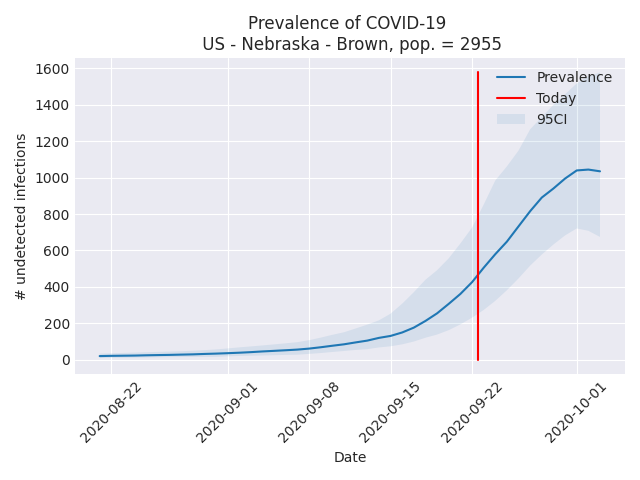 Prevalence of COVID-19
US - Nebraska - Brown, pop. = 2955
1600
1400
1200
1000
800
600
400
200
0
# undetected infections
Prevalence
Today
95CI
2020-08-22
2020-09-01
2020-09-08
2020-09-15
2020-09-22
2020-10-01
Date